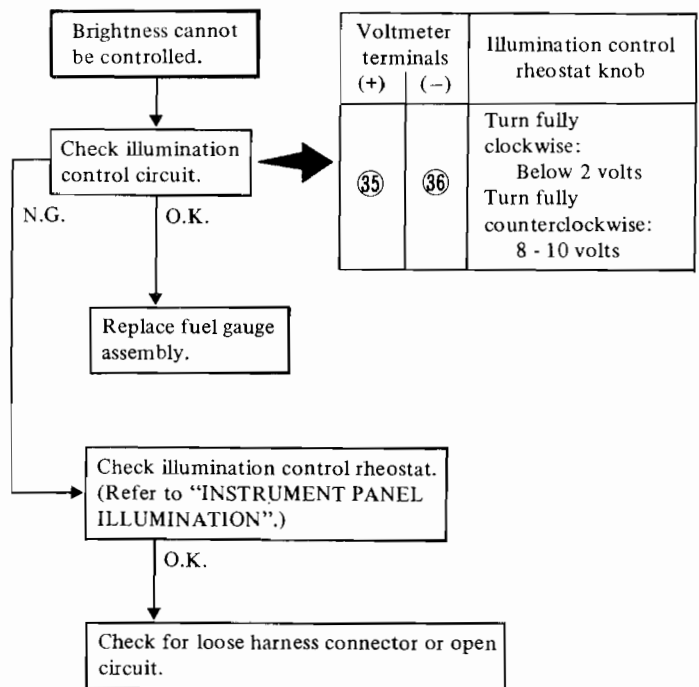 Brightness cannot
be controlled.
Voltmeter
terminals
(+) (−)
Illumination control
rheostat knob
Check illumination
control circuit.
㉟ ㊱
Turn fully
clockwise:
Below 2 volts
Turn fully
counterclockwise:
8 - 10 volts
N.G. O.K.
Replace fuel gauge
assembly.
Check illumination control rheostat.
(Refer to “INSTRUMENT PANEL
ILLUMINATION”.)
O.K.
Check for loose harness connector or open
circuit.